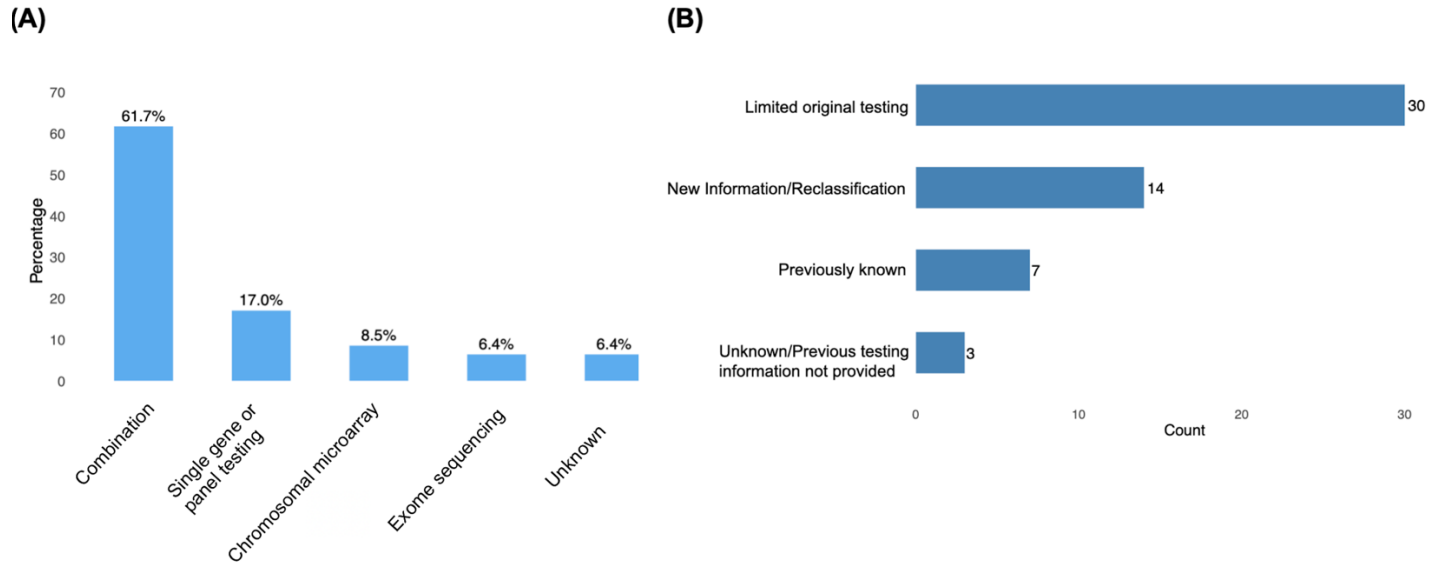 (A)
Percentage
70
60
50
40
30
20
10
0
61.7%
17.0%
8.5%
6.4%
6.4%
Combination
Single gene or
panel testing
Chromosomal microarray
Exome sequencing
Unknown
(B)
Limited original testing
30
New Information/Reclassification
14
Previously known
7
Unknown/Previous testing
information not provided
3
0
10
20
30
Count